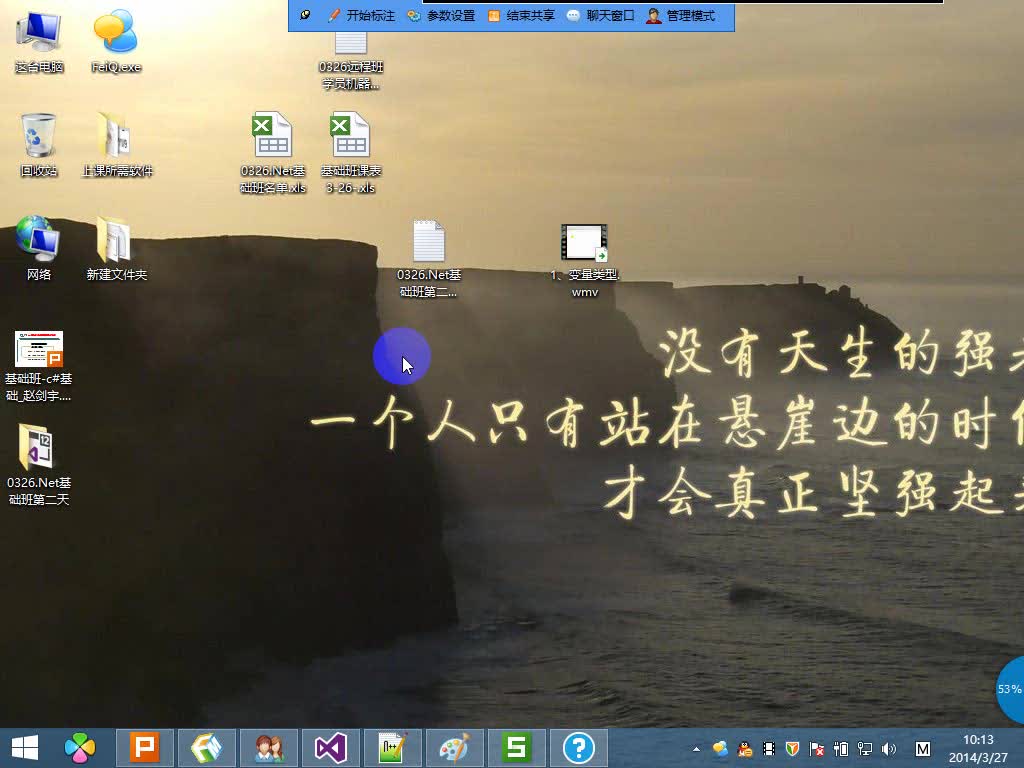 开始标注 参数设置 结束共享 聊天窗口 管理模式
这台电脑
FeiQ.exe
0326远程班
学员机器...
回收站
上课所需软件
0326.Net基
础班名单.xls
基础班课表
3-26-.xls
网络
新建文件夹
0326.Net基
础班第二...
1、变量类型.
wmv
基础班-c#基
础_赵剑宇....
0326.Net基
础班第二天
没有天生的强
一个人只有站在悬崖边的时
才会真正坚强起
53%
10:13
2014/3/27